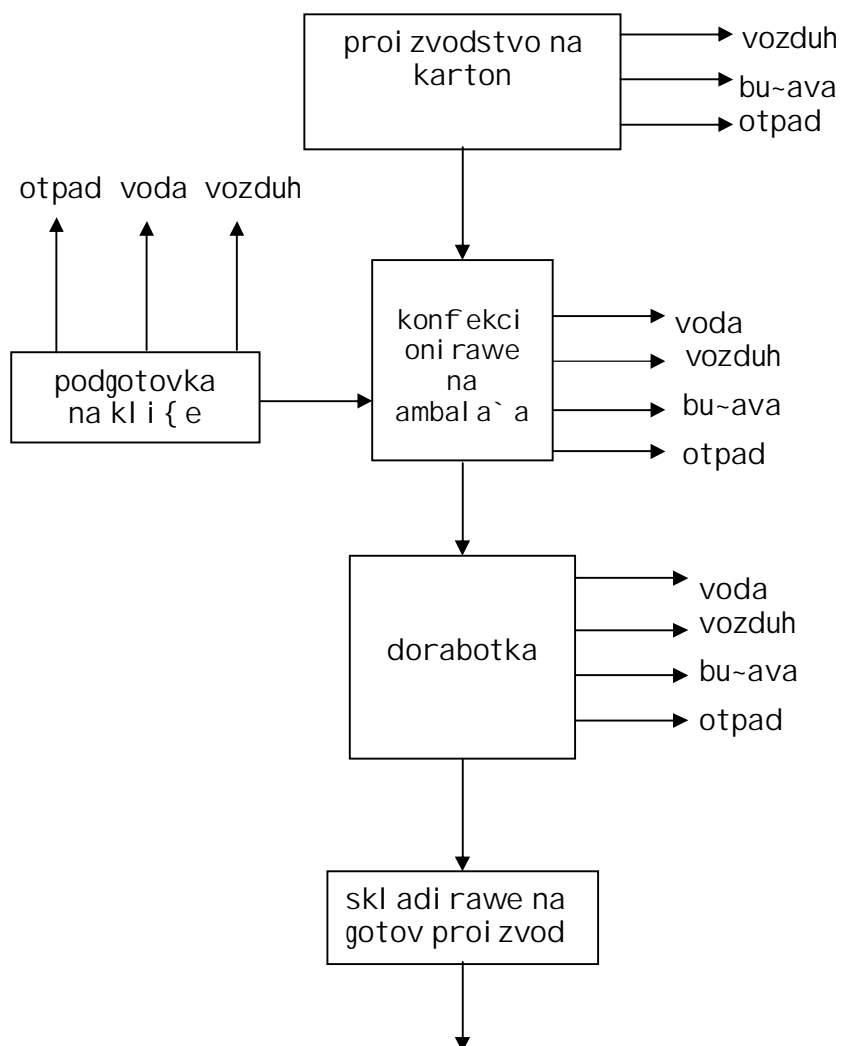 proizvodstvo na
karton
vozduh
bu~ava
otpad
otpad voda vozduh
podgotovka
na kli{e
konfekci
onirawe
na
ambala`a
voda
vozduh
bu~ava
otpad
dorabotka
voda
vozduh
bu~ava
otpad
skladirawe na
gotov proizvod